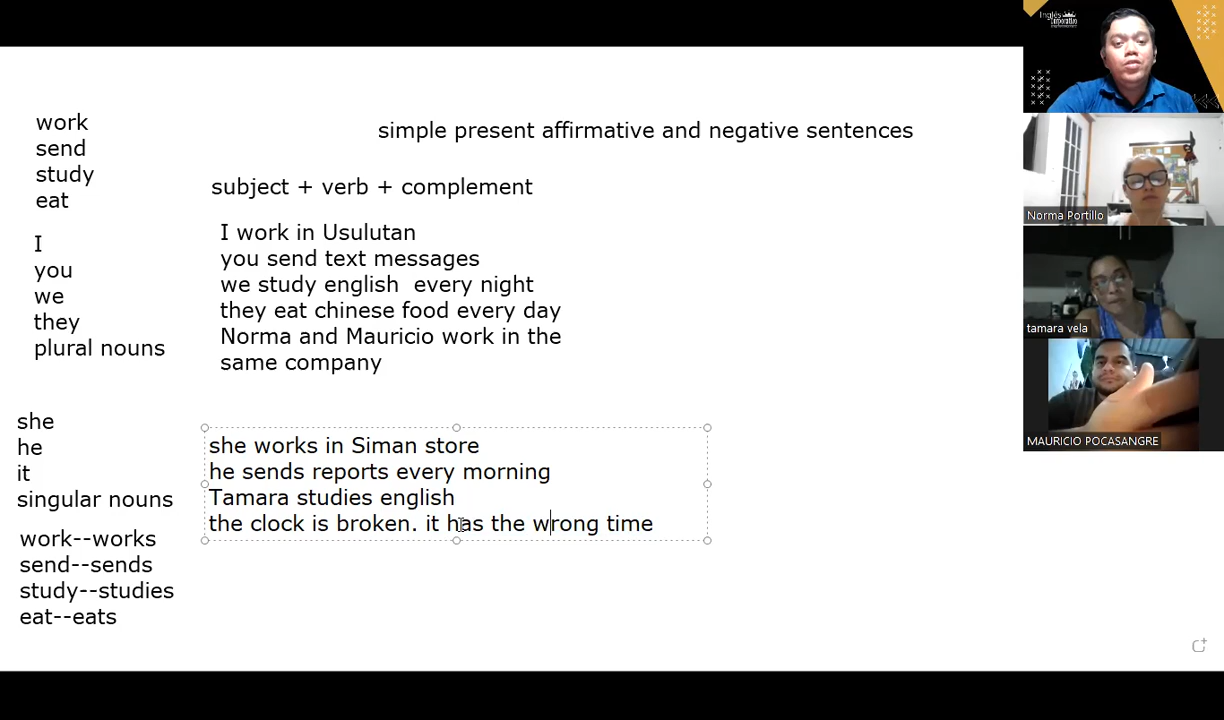 simple present affirmative and negative sentences
work
send
study
eat
subject + verb + complement
I
you
we
they
plural nouns
I work in Usulutan
you send text messages
we study english  every night
they eat chinese food every day
Norma and Mauricio work in the
same company
she
he
it
singular nouns
she works in Siman store
he sends reports every morning
Tamara studies english
the clock is broken. it has the wrong time
work--works
send--sends
study--studies
eat--eats
Inglés
Corporativo
Norma Portillo
tamara vela
MAURICIO POCASANGRE